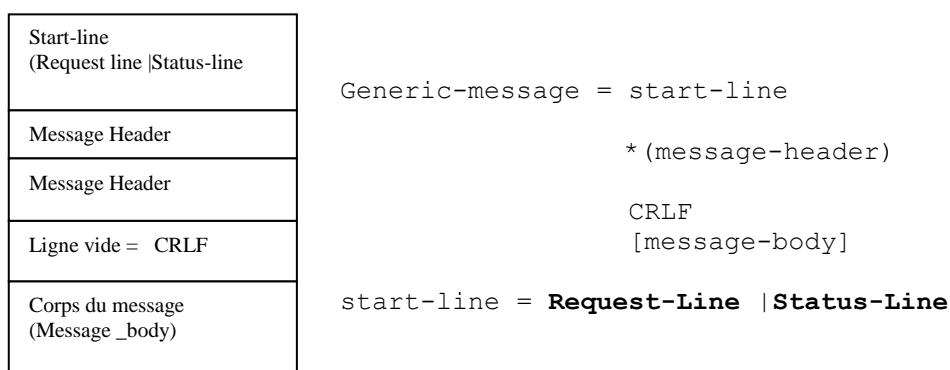 Start-line
(Request line |Status-line
Message Header
Message Header
Ligne vide = CRLF
Corps du message
(Message _body)
Generic-message = start-line
*(message-header)
CRLF
[message-body]
start-line = Request-Line |Status-Line